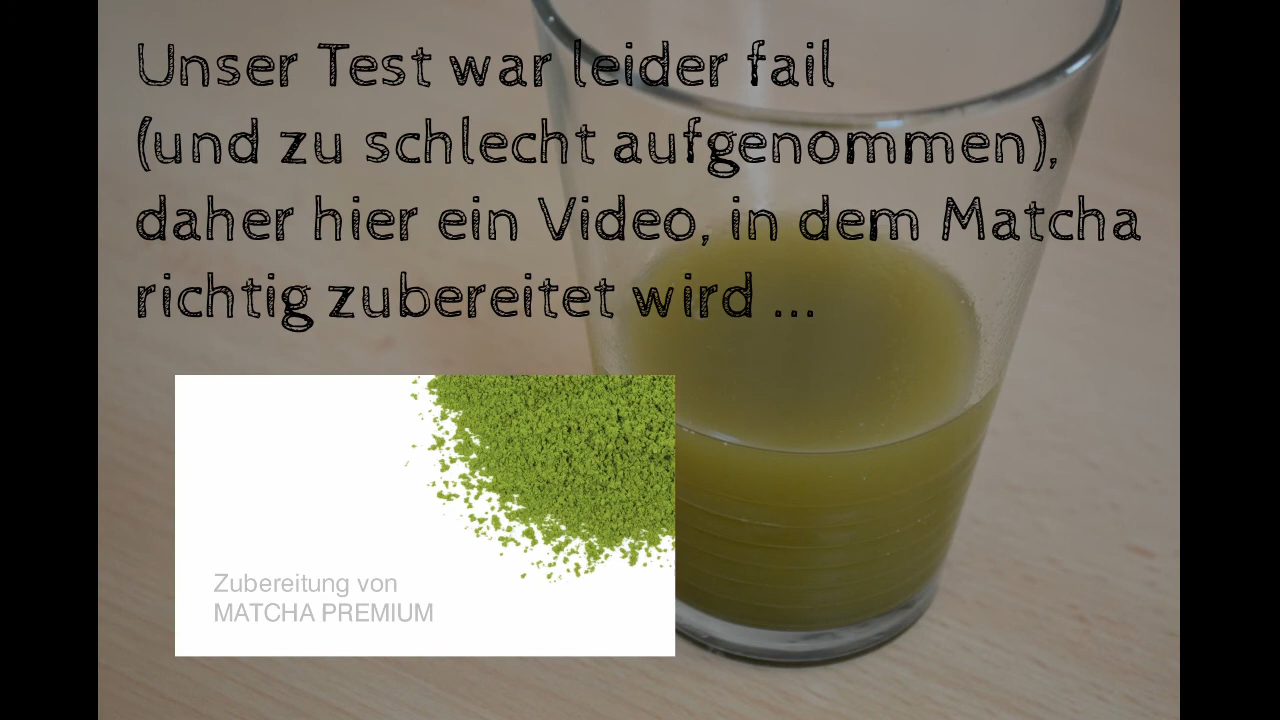 Unser Test war leider fail
(und zu schlecht aufgenommen),
daher hier ein Video, in dem Matcha
richtig zubereitet wird ...
Zubereitung von
MATCHA PREMIUM